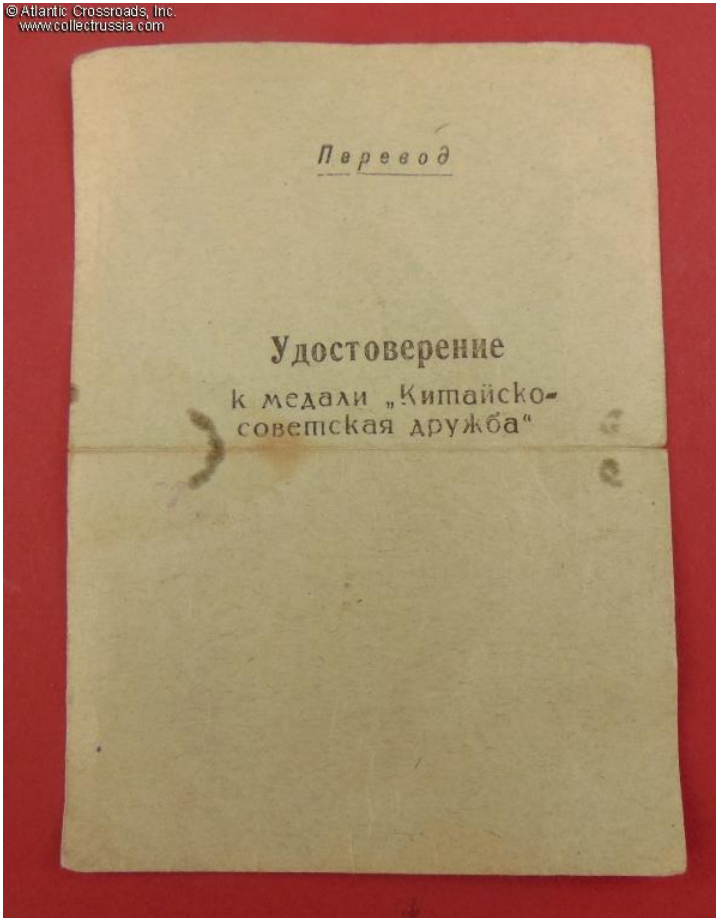 © Atlantic Crossroads, Inc.
www.collectrussia.com
Перевод
Удостоверение
к медали „Китайско-
советская дружба“